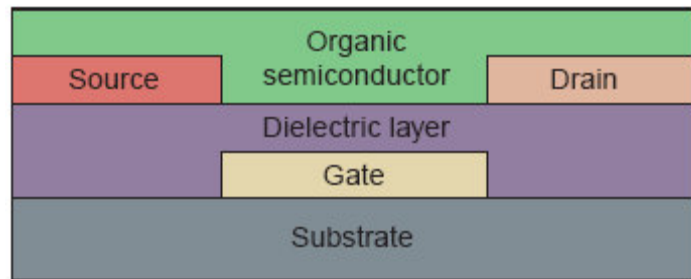 Organic
semiconductor
Source
Drain
Dielectric layer
Gate
Substrate